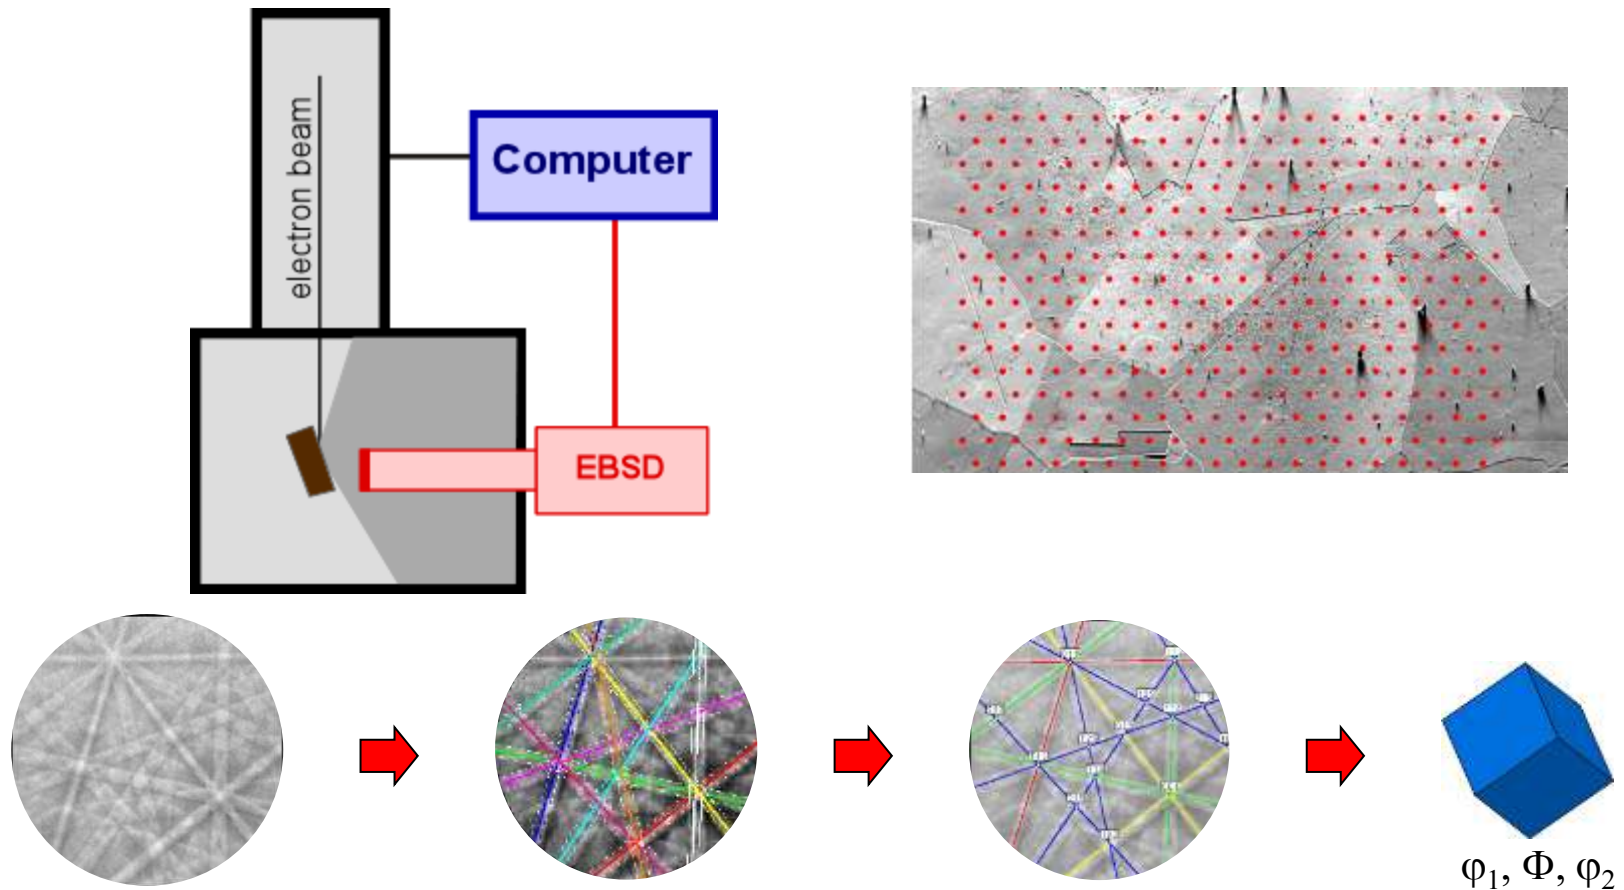 electron beam
Computer
EBSD
φ₁, Φ, φ₂